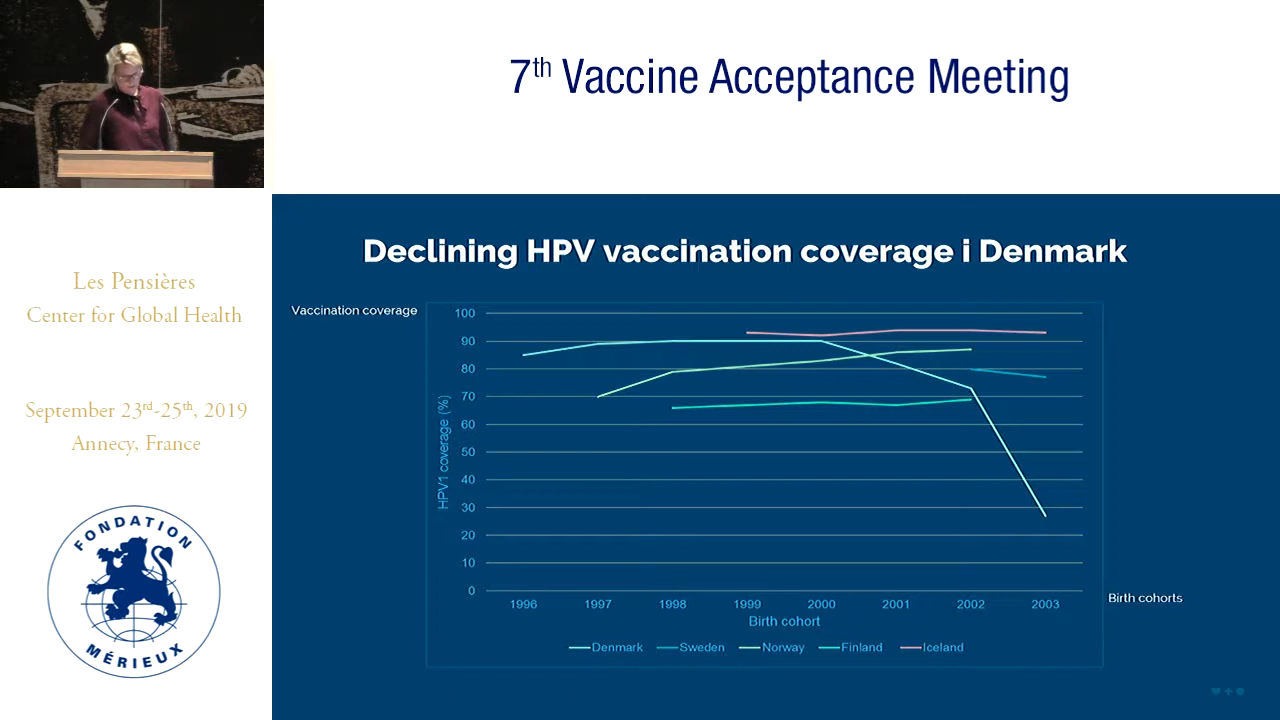 7th Vaccine Acceptance Meeting
Les Pensières
Center for Global Health
September 23rd-25th, 2019
Annecy, France
FONDATION
MÉRIEUX
Declining HPV vaccination coverage i Denmark
Vaccination coverage
HPV1 coverage (%)
100
90
80
70
60
50
40
30
20
10
0
1996 1997 1998 1999 2000 2001 2002 2003
Birth cohort
Birth cohorts
Denmark Sweden Norway Finland Iceland